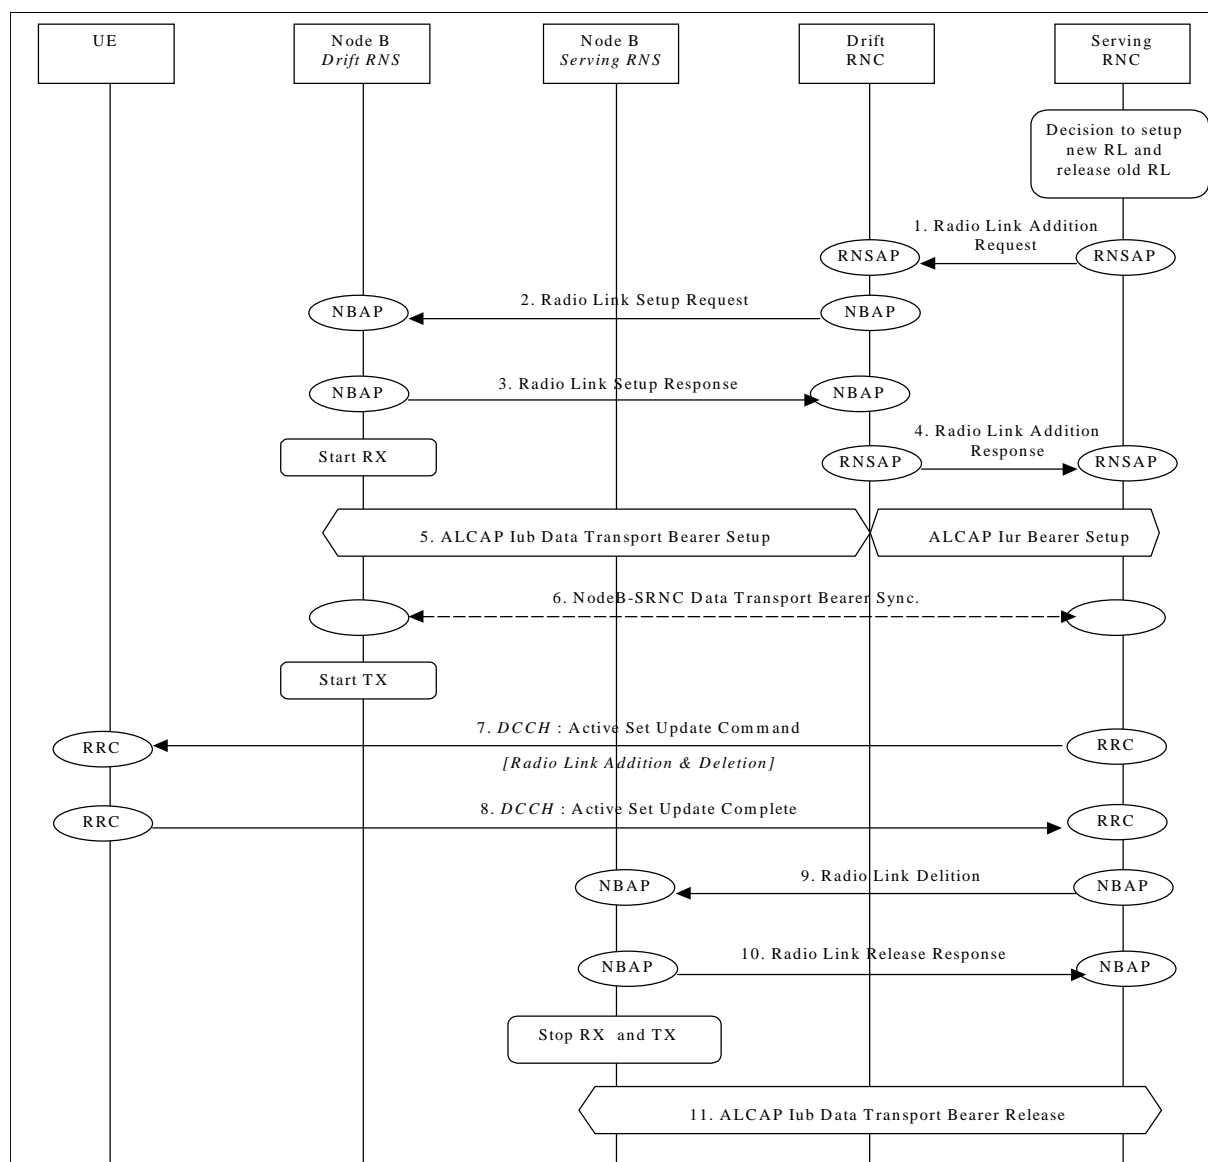 UE
Node B
Drift RNS
Node B
Serving RNS
Drift
RNC
Serving
RNC
Decision to setup
new RL and
release old RL
1. Radio Link Addition
Request
RNSAP
RNSAP
2. Radio Link Setup Request
NBAP
NBAP
3. Radio Link Setup Response
NBAP
NBAP
Start RX
4. Radio Link Addition
Response
RNSAP
RNSAP
5. ALCAP Iub Data Transport Bearer Setup
ALCAP Iur Bearer Setup
6. NodeB-SRNC Data Transport Bearer Sync.
Start TX
7. DCCH : Active Set Update Command
RRC
RRC
[Radio Link Addition & Deletion]
8. DCCH : Active Set Update Complete
RRC
RRC
9. Radio Link Delition
NBAP
NBAP
10. Radio Link Release Response
NBAP
NBAP
Stop RX and TX
11. ALCAP Iub Data Transport Bearer Release